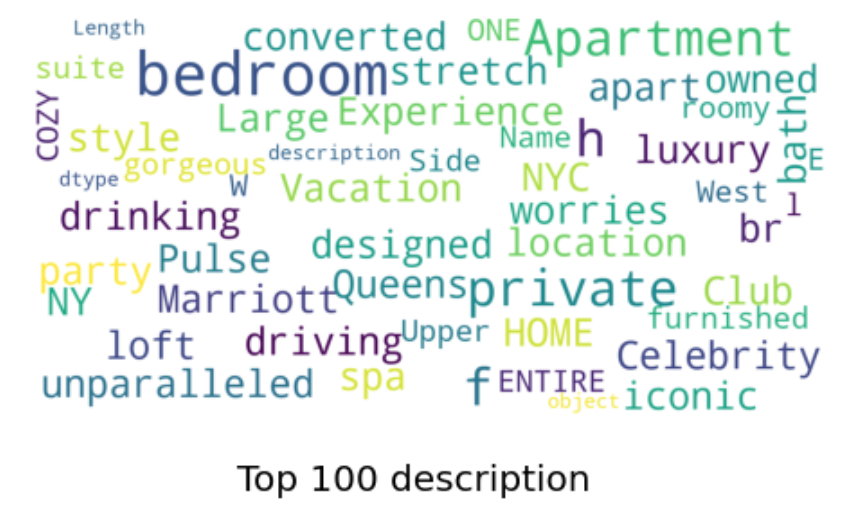 Length
converted
ONE
Apartment
suite
bedroom
stretch
apart
owned
COZY
style
Large
Experience
roomy
bath
gorgeous
description
Side
Name
h
luxury
E
dtype
W
Vacation
NYC
West
l
drinking
worries
br
party
Pulse
designed
location
NY
Marriott
Queens
private
Club
furnished
loft
driving
Upper
HOME
Celebrity
unparalleled
spa
f
ENTIRE
object
iconic
Top 100 description